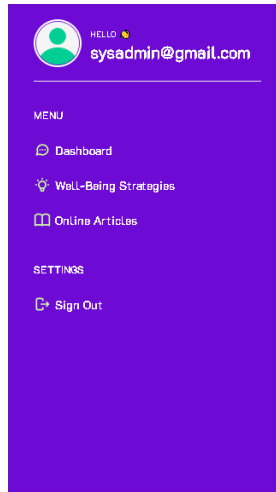 HELLO 👋
sysadmin@gmail.com
MENU
Dashboard
Well-Being Strategies
Online Articles
SETTINGS
Sign Out